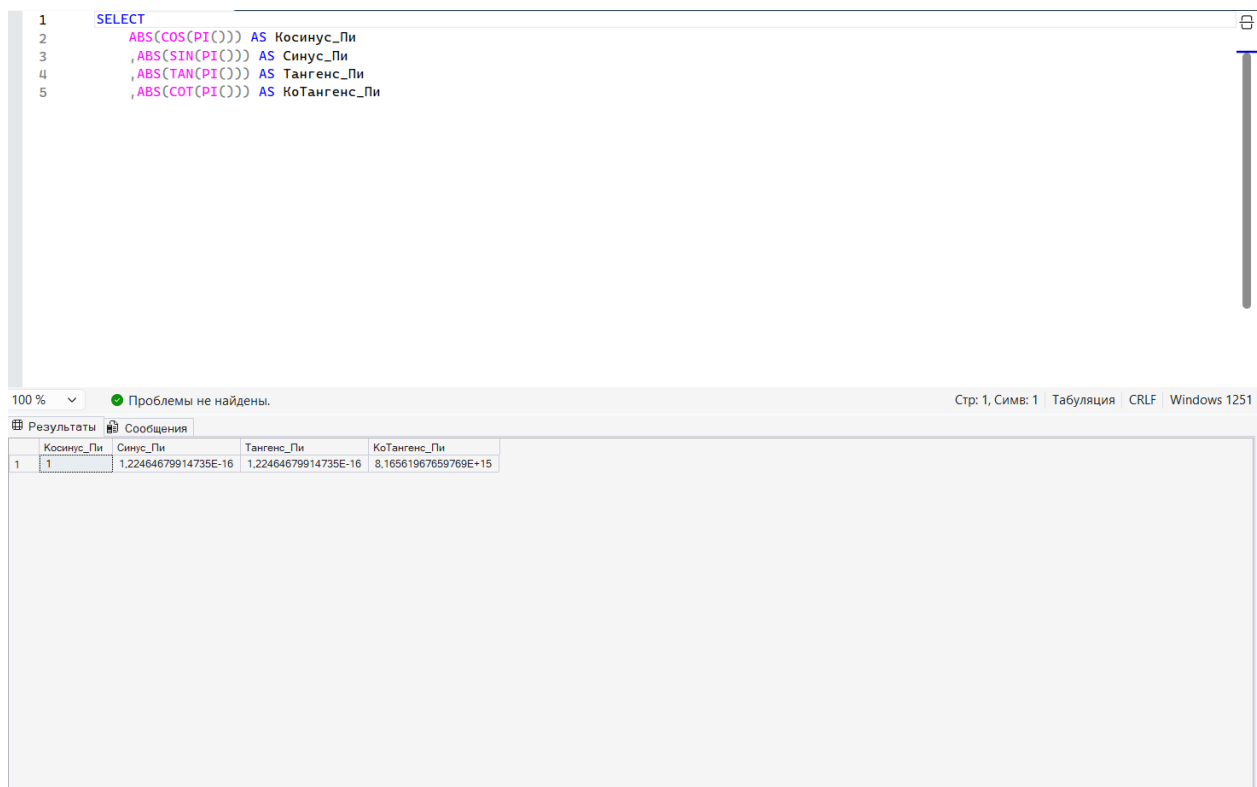 1 SELECT
2 ABS(COS(PI())) AS Косинус_Пи
3 ,ABS(SIN(PI())) AS Синус_Пи
4 ,ABS(TAN(PI())) AS Тангенс_Пи
5 ,ABS(COT(PI())) AS КоТангенс_Пи
100 % Проблемы не найдены. Стр: 1, Симв: 1 Табуляция CRLF Windows 1251
Результаты Сообщения
Косинус_Пи Синус_Пи Тангенс_Пи КоТангенс_Пи
1 1 1,22464679914735E-16 1,22464679914735E-16 8,16561967659769E+15